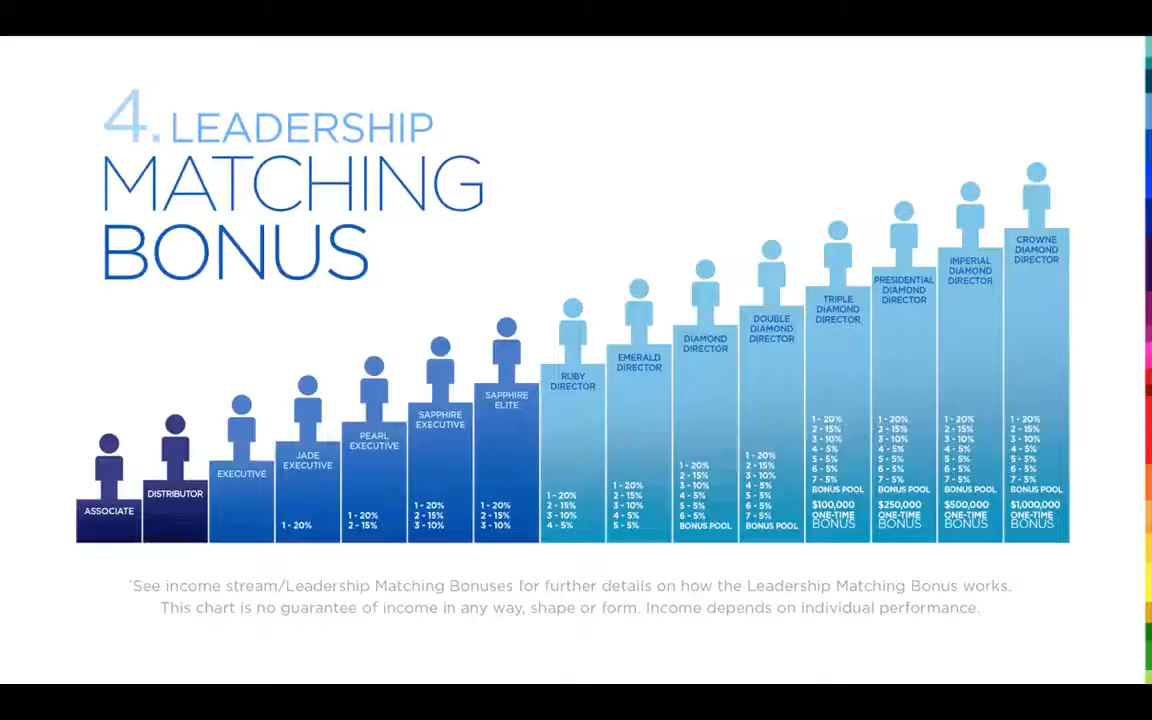 4. LEADERSHIP
MATCHING
BONUS
ASSOCIATE
DISTRIBUTOR
EXECUTIVE
JADE
EXECUTIVE
1 - 20%
PEARL
EXECUTIVE
1 - 20%
2 - 15%
SAPPHIRE
EXECUTIVE
1 - 20%
2 - 15%
3 - 10%
SAPPHIRE
ELITE
1 - 20%
2 - 15%
3 - 10%
RUBY
DIRECTOR
1 - 20%
2 - 15%
3 - 10%
4 - 5%
EMERALD
DIRECTOR
1 - 20%
2 - 15%
3 - 10%
4 - 5%
5 - 5%
DIAMOND
DIRECTOR
1 - 20%
2 - 15%
3 - 10%
4 - 5%
5 - 5%
6 - 5%
BONUS POOL
DOUBLE
DIAMOND
DIRECTOR
1 - 20%
2 - 15%
3 - 10%
4 - 5%
5 - 5%
6 - 5%
7 - 5%
BONUS POOL
TRIPLE
DIAMOND
DIRECTOR
1 - 20%
2 - 15%
3 - 10%
4 - 5%
5 - 5%
6 - 5%
7 - 5%
BONUS POOL
$100,000
ONE-TIME
BONUS
PRESIDENTIAL
DIAMOND
DIRECTOR
1 - 20%
2 - 15%
3 - 10%
4 - 5%
5 - 5%
6 - 5%
7 - 5%
BONUS POOL
$250,000
ONE-TIME
BONUS
IMPERIAL
DIAMOND
DIRECTOR
1 - 20%
2 - 15%
3 - 10%
4 - 5%
5 - 5%
6 - 5%
7 - 5%
BONUS POOL
$500,000
ONE-TIME
BONUS
CROWNE
DIAMOND
DIRECTOR
1 - 20%
2 - 15%
3 - 10%
4 - 5%
5 - 5%
6 - 5%
7 - 5%
BONUS POOL
$1,000,000
ONE-TIME
BONUS
*See income stream/Leadership Matching Bonuses for further details on how the Leadership Matching Bonus works.
This chart is no guarantee of income in any way, shape or form. Income depends on individual performance.